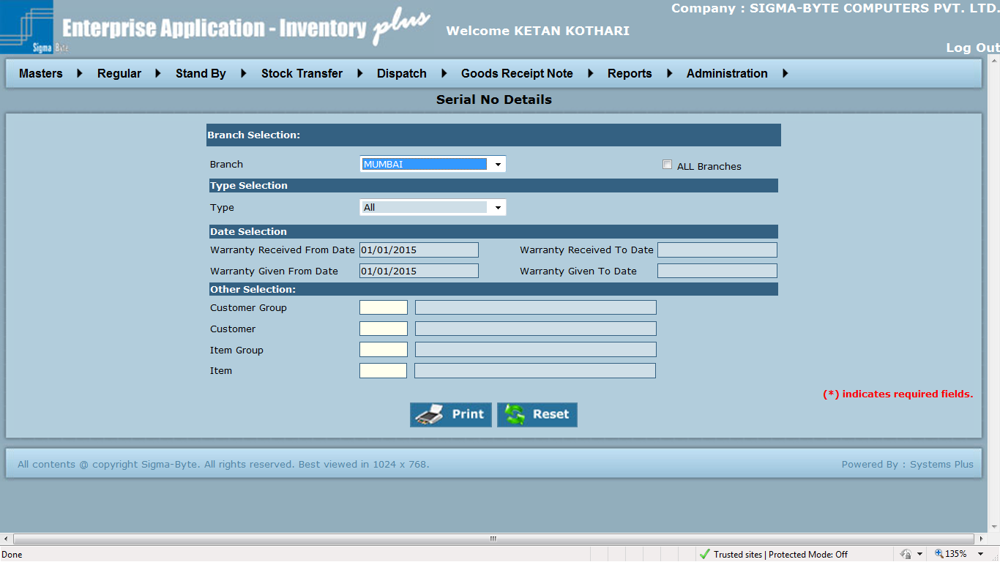 Company : SIGMA-BYTE COMPUTERS PVT. LTD.
Enterprise Application - Inventory plus
Welcome KETAN KOTHARI
Sigma Byte
Log Out
Masters Regular Stand By Stock Transfer Dispatch Goods Receipt Note Reports Administration
Serial No Details
Branch Selection:
Branch MUMBAI ALL Branches
Type Selection
Type All
Date Selection
Warranty Received From Date 01/01/2015 Warranty Received To Date
Warranty Given From Date 01/01/2015 Warranty Given To Date
Other Selection:
Customer Group
Customer
Item Group
Item
(*) indicates required fields.
Print Reset
All contents @ copyright Sigma-Byte. All rights reserved. Best viewed in 1024 x 768. Powered By : Systems Plus
Done Trusted sites | Protected Mode: Off 135%